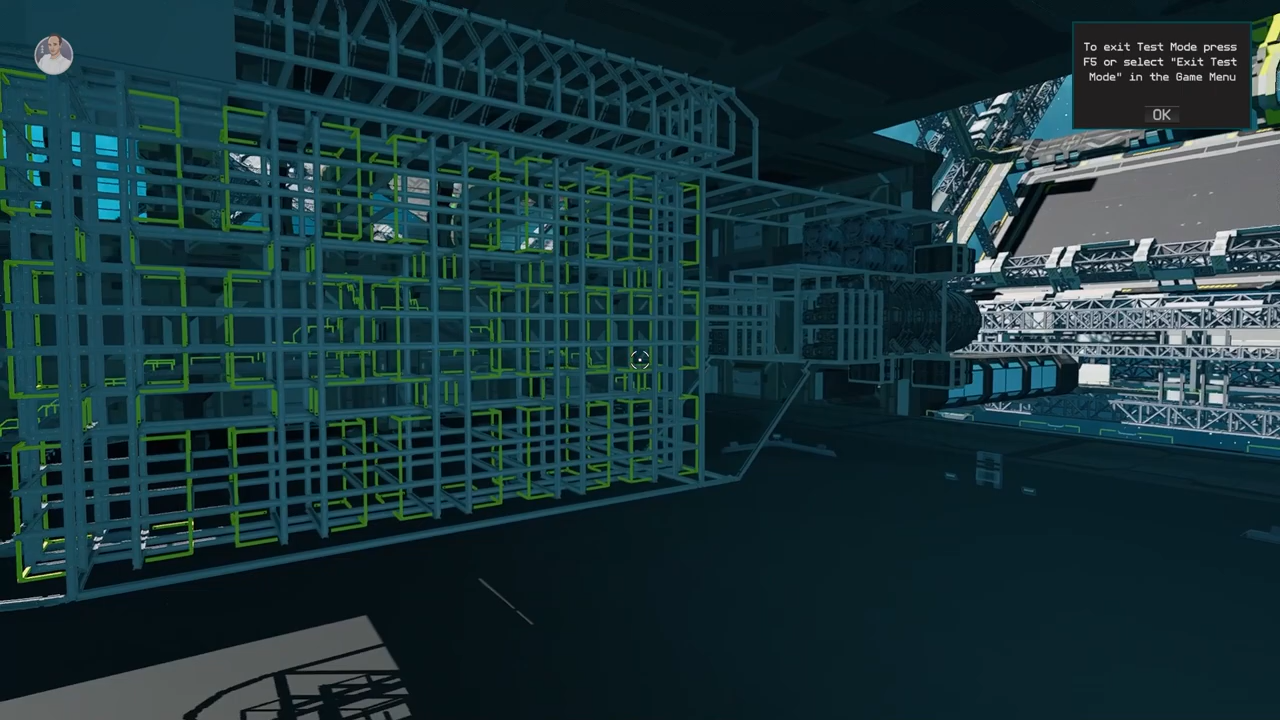 To exit Test Mode press
F5 or select "Exit Test
Mode" in the Game Menu
OK